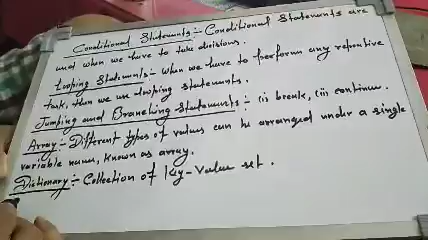 Conditional Statements:- Conditional Statements are
used when we have to take decisions.
Looping Statements:- when we have to perform any repetitive
task, then we use looping statements.
Jumping and Branching Statements:- (i) break, (ii) continue.
Array:- Different types of values can be arranged under a single
variable name, known as array.
Dictionary:- Collection of key-value set.